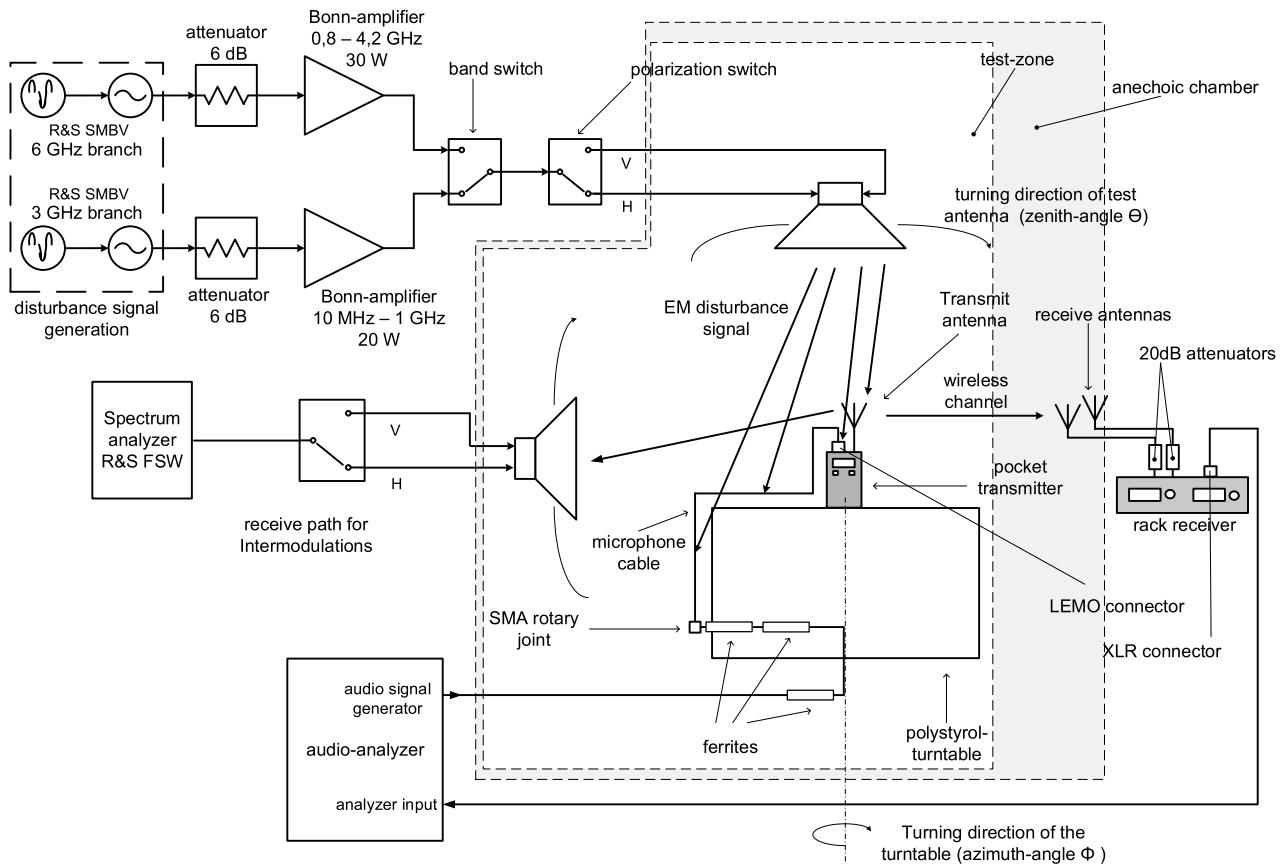 Bonn-amplifier
0,8 – 4,2 GHz
30 W
attenuator
6 dB
band switch
polarization switch
test-zone
anechoic chamber
R&S SMBV
6 GHz branch
V
H
R&S SMBV
3 GHz branch
turning direction of test
antenna (zenith-angle Θ)
disturbance signal
generation
attenuator
6 dB
Bonn-amplifier
10 MHz – 1 GHz
20 W
EM disturbance
signal
Transmit
antenna
receive antennas
20dB attenuators
wireless
channel
Spectrum
analyzer
R&S FSW
V
H
pocket
transmitter
receive path for
Intermodulations
rack receiver
microphone
cable
LEMO connector
SMA rotary
joint
XLR connector
audio signal
generator
audio-analyzer
analyzer input
ferrites
polystyrol-
turntable
Turning direction of the
turntable (azimuth-angle Φ )